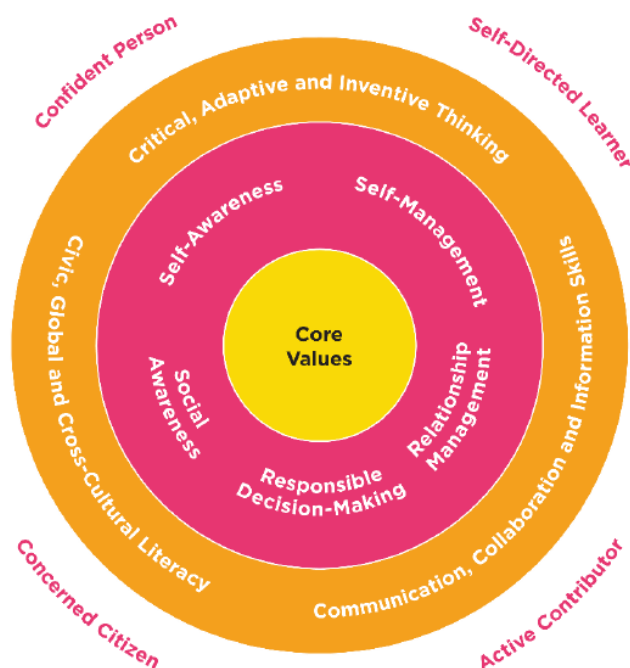 Confident Person
Self-Directed Learner
Critical, Adaptive and Inventive Thinking
Self-Awareness
Self-Management
Civic, Global and Cross-Cultural Literacy
Communication, Collaboration and Information Skills
Core
Values
Social
Awareness
Relationship
Management
Responsible
Decision-Making
Concerned Citizen
Active Contributor